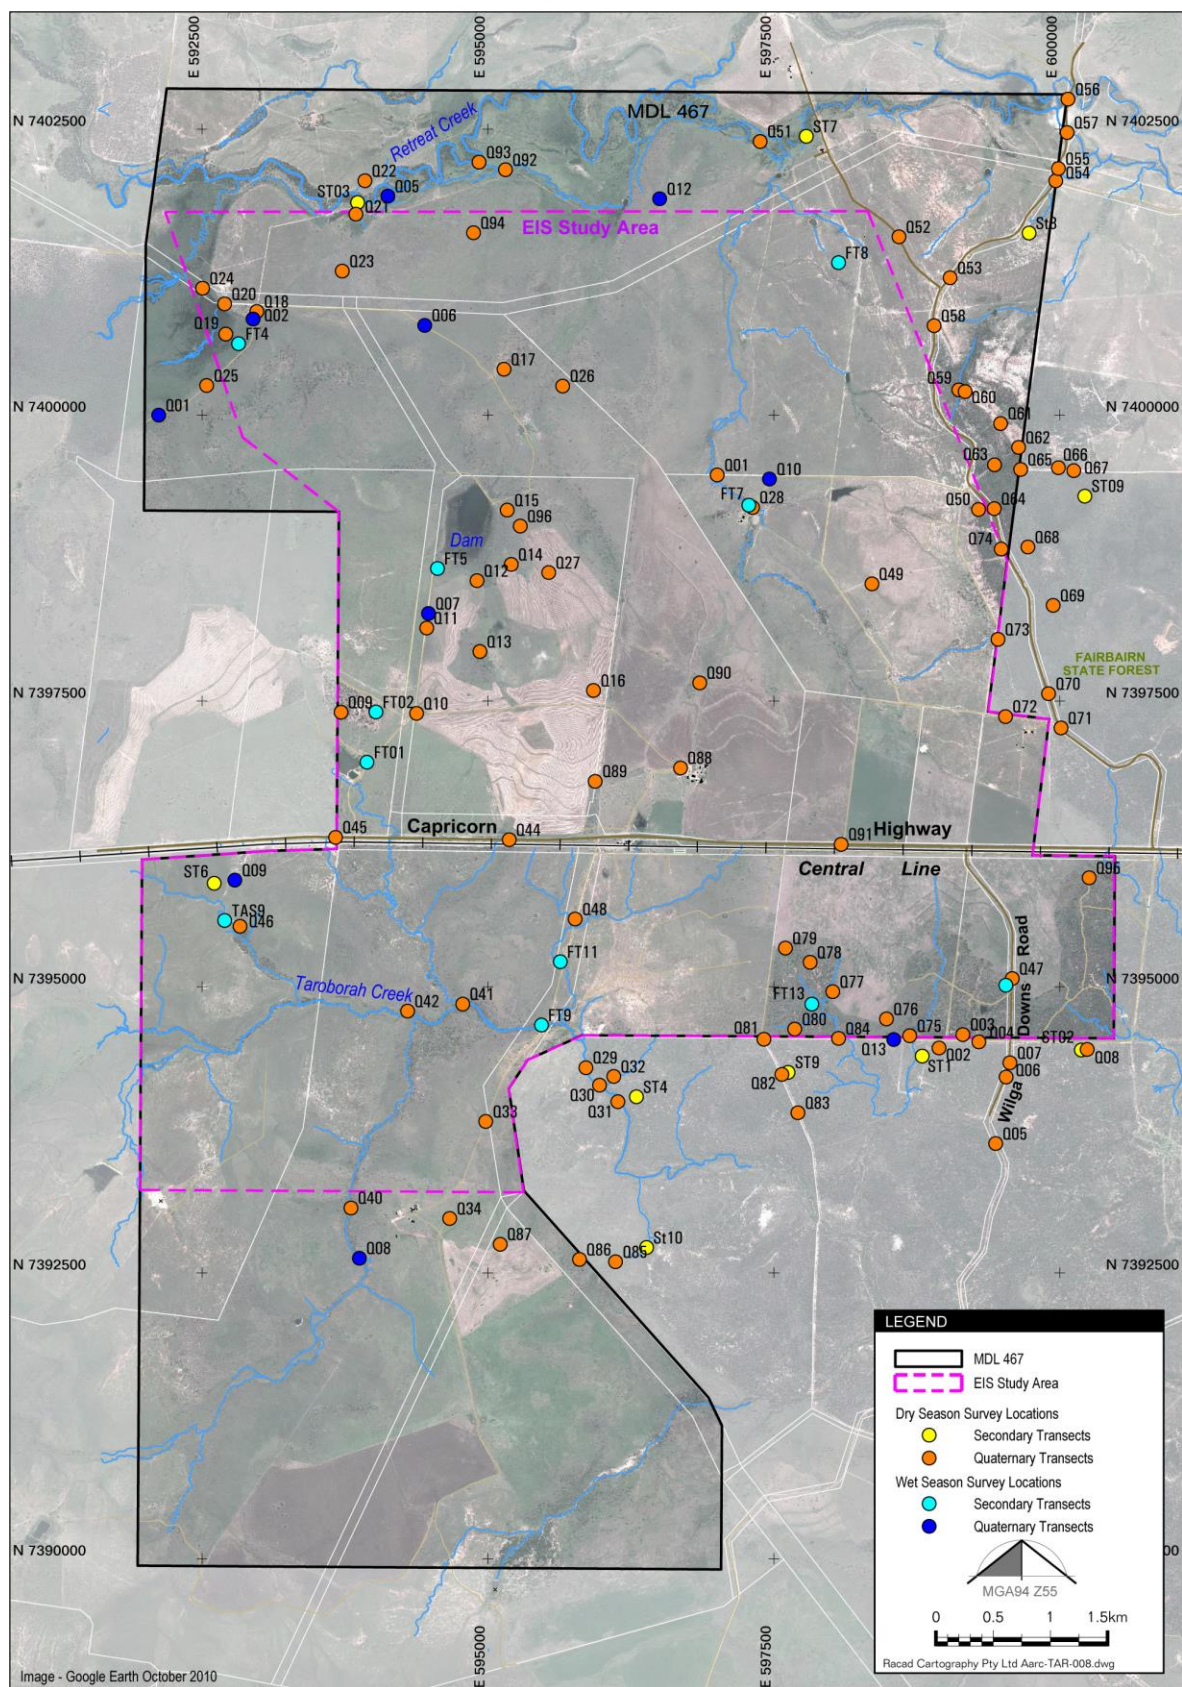 E 592500
E 595000
E 597500
E 600000
N 7402500
MDL 467
N 7402500
Q56
Q57
Q51
ST7
Retreat Creek
Q93
Q92
Q55
Q54
Q22
Q05
ST03
Q21
Q12
EIS Study Area
Q94
Q52
St8
FT8
Q23
Q53
Q24
Q20
Q18
Q02
Q06
Q58
Q19
FT4
Q17
Q26
Q25
Q59
Q60
Q01
N 7400000
N 7400000
Q61
Q62
Q63
Q65
Q66
Q67
Q01
Q10
ST09
FT7
Q28
Q15
Q96
Q50
Q64
Dam
Q74
Q68
FT5
Q14
Q12
Q27
Q49
Q07
Q11
Q69
Q13
Q73
FAIRBAIRN
STATE FOREST
N 7397500
Q16
Q90
Q70
N 7397500
Q09
FT02
Q10
Q72
Q71
FT01
Q89
Q88
Q45
Capricorn
Q44
Q91
Highway
Central Line
ST6
Q09
Q95
TAS9
Q46
Q48
Q79
Q78
FT11
N 7395000
Q47
N 7395000
Taroborah Creek
Q42
Q41
FT13
Q77
FT9
Q76
Q80
Q81
Q84
Q75
Q03
Q04
ST02
Q13
ST1
Q02
Q08
Q07
Q06
Wilga Downs Road
Q29
Q32
Q30
Q31
ST4
ST9
Q82
Q83
Q33
Q05
Q40
Q34
Q87
Q86
Q85
St10
Q08
N 7392500
N 7392500
LEGEND
MDL 467
EIS Study Area
Dry Season Survey Locations
Secondary Transects
Quaternary Transects
Wet Season Survey Locations
Secondary Transects
Quaternary Transects
N 7390000
00
MGA94 Z55
0 0.5 1 1.5km
Racad Cartography Pty Ltd Aarc-TAR-008.dwg
E 595000
E 597500
Image - Google Earth October 2010